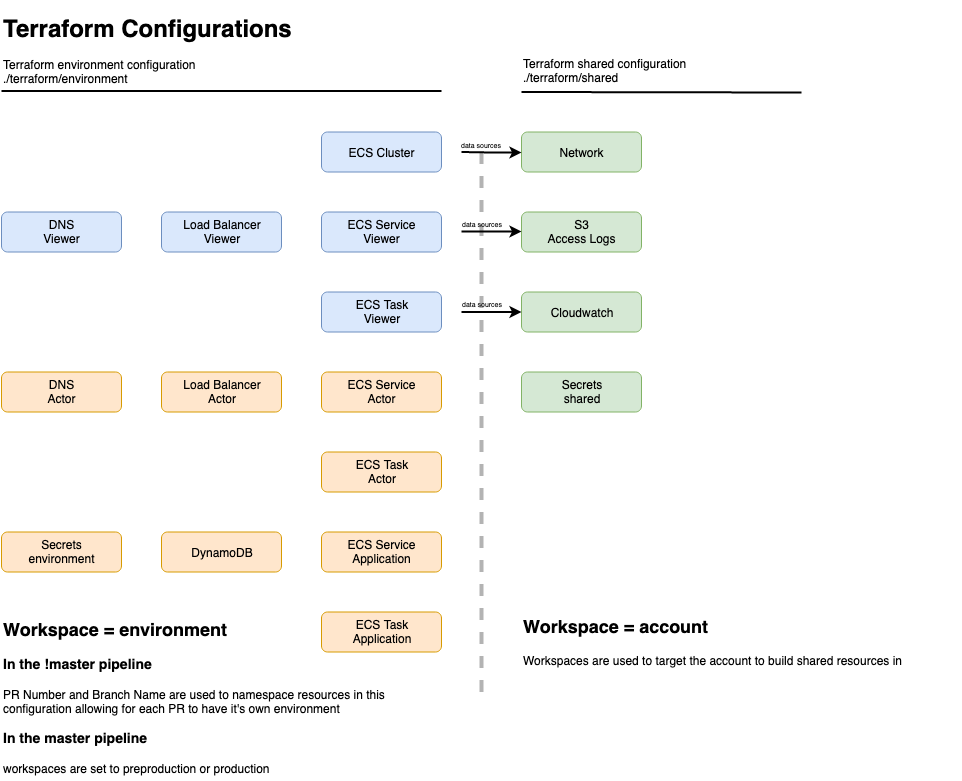 Terraform Configurations
Terraform environment configuration
./terraform/environment
Terraform shared configuration
./terraform/shared
ECS Cluster
data sources
Network
DNS
Viewer
Load Balancer
Viewer
ECS Service
Viewer
data sources
S3
Access Logs
ECS Task
Viewer
data sources
Cloudwatch
DNS
Actor
Load Balancer
Actor
ECS Service
Actor
Secrets
shared
ECS Task
Actor
Secrets
environment
DynamoDB
ECS Service
Application
ECS Task
Application
Workspace = environment
In the !master pipeline
PR Number and Branch Name are used to namespace resources in this
configuration allowing for each PR to have it's own environment
In the master pipeline
workspaces are set to preproduction or production
Workspace = account
Workspaces are used to target the account to build shared resources in